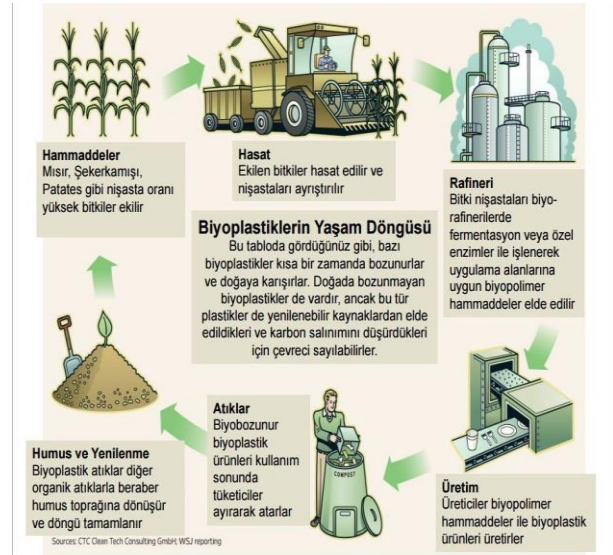 Hammaddeler
Mısır, Şekerkamışı,
Patates gibi nişasta oranı
yüksek bitkiler ekilir
Hasat
Ekilen bitkiler hasat edilir ve
nişastaları ayrıştırılır
Rafineri
Bitki nişastaları biyo-
rafinerilerde
fermentasyon veya özel
enzimler ile işlenerek
uygulama alanlarına
uygun biyopolimer
hammaddeler elde edilir
Biyoplastiklerin Yaşam Döngüsü
Bu tabloda gördüğünüz gibi, bazı
biyoplastikler kısa bir zamanda bozunurlar
ve doğaya karışırlar. Doğada bozunmayan
biyoplastikler de vardır, ancak bu tür
plastikler de yenilenebilir kaynaklardan elde
edildikleri ve karbon salınımını düşürdükleri
için çevreci sayılabilirler.
Üretim
Üreticiler biyopolimer
hammaddeler ile biyoplastik
ürünleri üretirler
Atıklar
Biyobozunur
biyoplastik
ürünleri kullanım
sonunda
tüketiciler
ayırarak atarlar
COMPOST
Humus ve Yenilenme
Biyoplastik atıklar diğer
organik atıklarla beraber
humus toprağına dönüşür
ve döngü tamamlanır
Sources: CTC Clean Tech Consulting GmbH; WSJ reporting